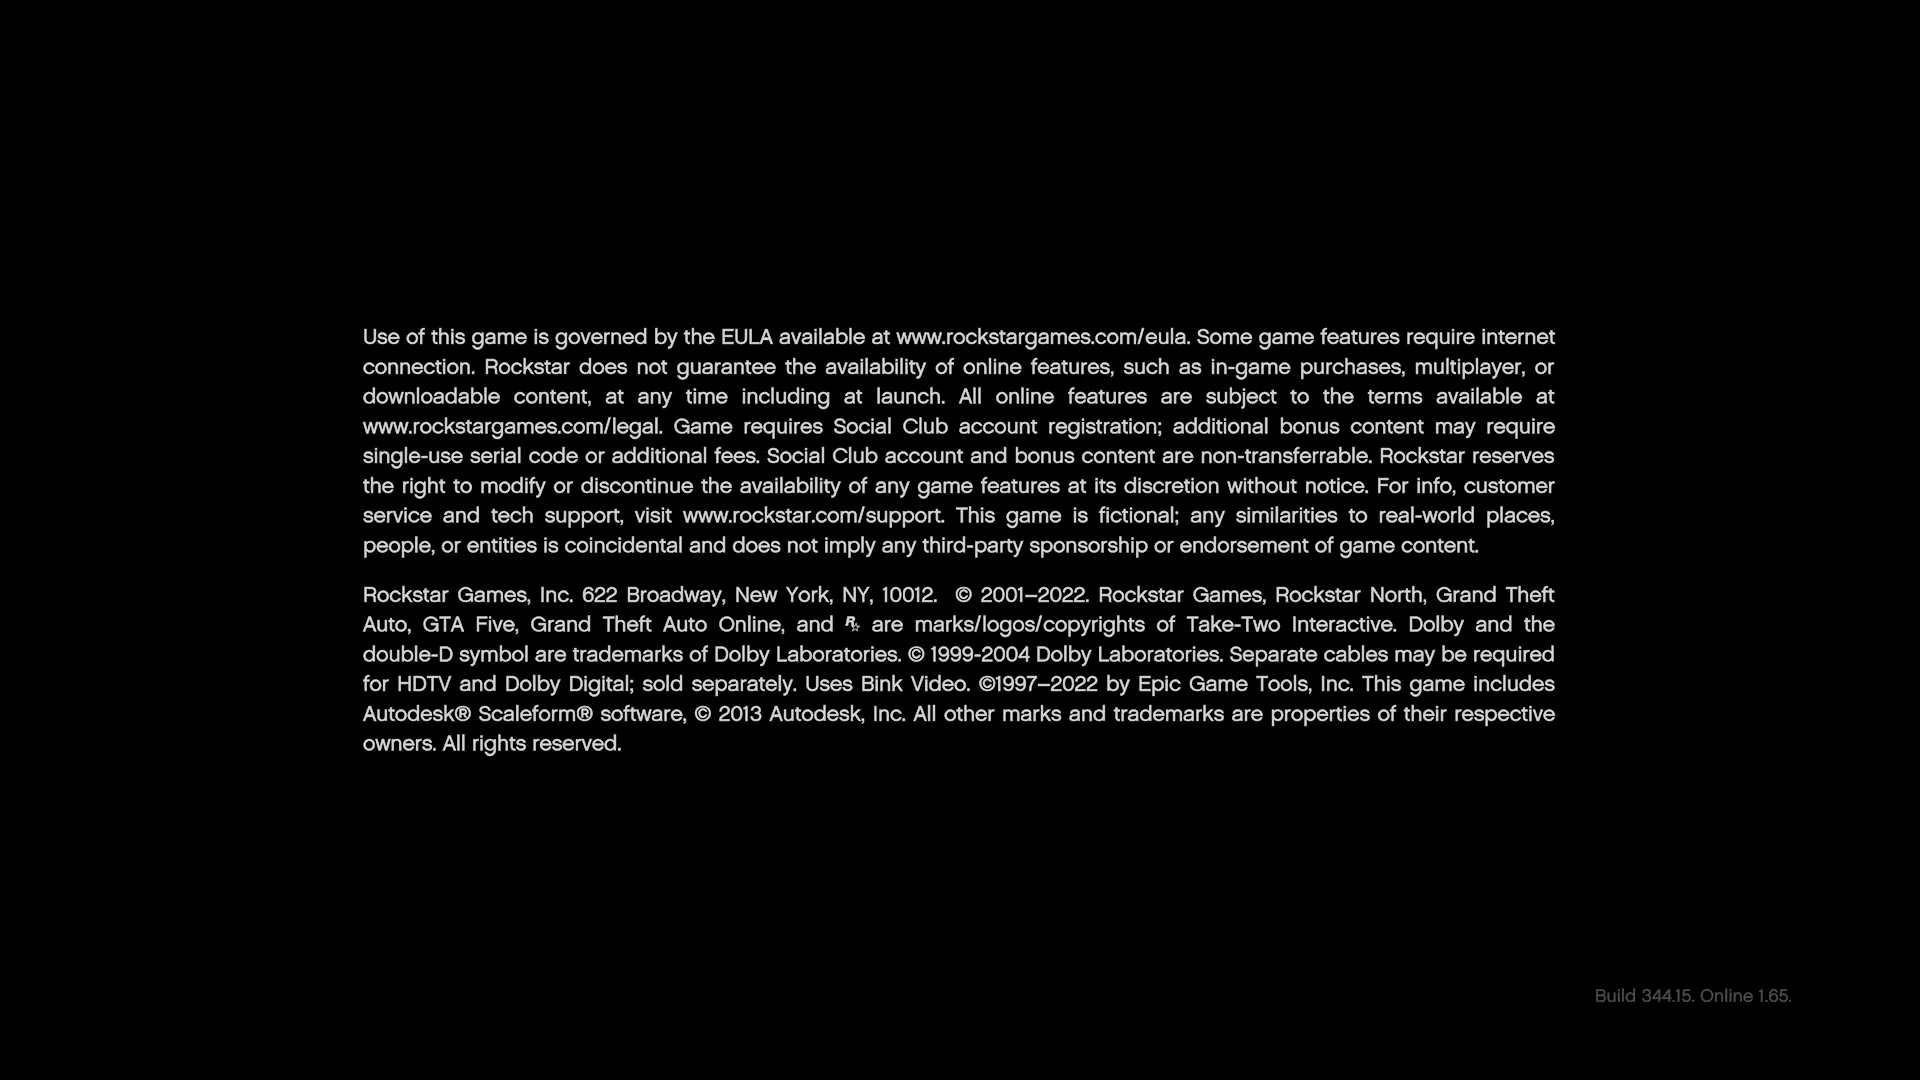 Use of this game is governed by the EULA available at www.rockstargames.com/eula. Some game features require internet
connection. Rockstar does not guarantee the availability of online features, such as in-game purchases, multiplayer, or
downloadable content, at any time including at launch. All online features are subject to the terms available at
www.rockstargames.com/legal. Game requires Social Club account registration; additional bonus content may require
single-use serial code or additional fees. Social Club account and bonus content are non-transferrable. Rockstar reserves
the right to modify or discontinue the availability of any game features at its discretion without notice. For info, customer
service and tech support, visit www.rockstar.com/support. This game is fictional; any similarities to real-world places,
people, or entities is coincidental and does not imply any third-party sponsorship or endorsement of game content.
Rockstar Games, Inc. 622 Broadway, New York, NY, 10012. © 2001–2022. Rockstar Games, Rockstar North, Grand Theft
Auto, GTA Five, Grand Theft Auto Online, and R☆ are marks/logos/copyrights of Take-Two Interactive. Dolby and the
double-D symbol are trademarks of Dolby Laboratories. © 1999-2004 Dolby Laboratories. Separate cables may be required
for HDTV and Dolby Digital; sold separately. Uses Bink Video. ©1997–2022 by Epic Game Tools, Inc. This game includes
Autodesk® Scaleform® software, © 2013 Autodesk, Inc. All other marks and trademarks are properties of their respective
owners. All rights reserved.
Build 344.15. Online 1.65.